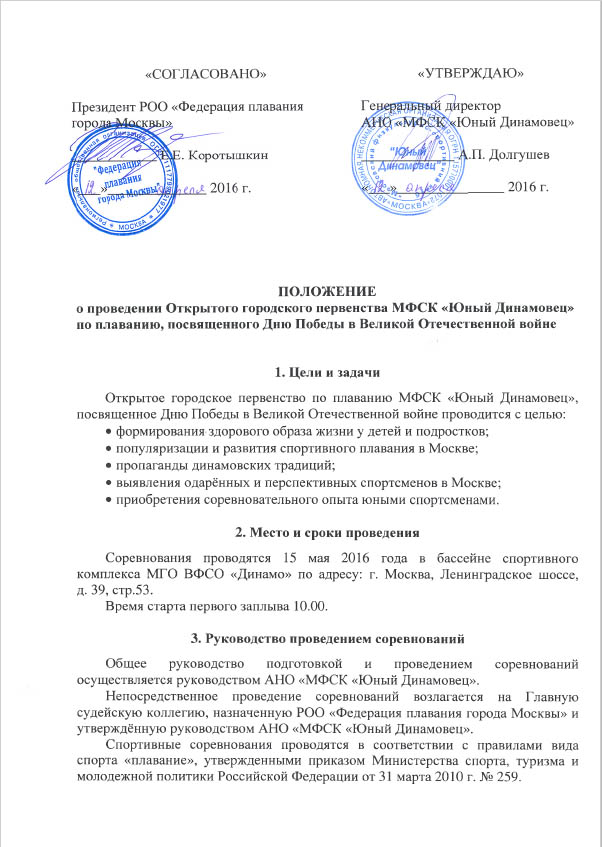 «СОГЛАСОВАНО»
Президент РОО «Федерация плавания
города Москвы»
Е. Коротышкин
«12» апреля 2016 г.
«УТВЕРЖДАЮ»
Генеральный директор
АНО «МФСК «Юный Динамовец»
А.П. Долгушев
«12» апреля 2016 г.
"Федерация
плавания
города Москвы"
* МОСКВА *
"Юный
Динамовец"
МОСКВА
ПОЛОЖЕНИЕ
о проведении Открытого городского первенства МФСК «Юный Динамовец»
по плаванию, посвященного Дню Победы в Великой Отечественной войне
1. Цели и задачи
Открытое городское первенство по плаванию МФСК «Юный Динамовец»,
посвященное Дню Победы в Великой Отечественной войне проводится с целью:
• формирования здорового образа жизни у детей и подростков;
• популяризации и развития спортивного плавания в Москве;
• пропаганды динамовских традиций;
• выявления одарённых и перспективных спортсменов в Москве;
• приобретения соревновательного опыта юными спортсменами.
2. Место и сроки проведения
Соревнования проводятся 15 мая 2016 года в бассейне спортивного
комплекса МГО ВФСО «Динамо» по адресу: г. Москва, Ленинградское шоссе,
д. 39, стр.53.
Время старта первого заплыва 10.00.
3. Руководство проведением соревнований
Общее руководство подготовкой и проведением соревнований
осуществляется руководством АНО «МФСК «Юный Динамовец».
Непосредственное проведение соревнований возлагается на Главную
судейскую коллегию, назначенную РОО «Федерация плавания города Москвы» и
утверждённую руководством АНО «МФСК «Юный Динамовец».
Спортивные соревнования проводятся в соответствии с правилами вида
спорта «плавание», утвержденными приказом Министерства спорта, туризма и
молодежной политики Российской Федерации от 31 марта 2010 г. № 259.